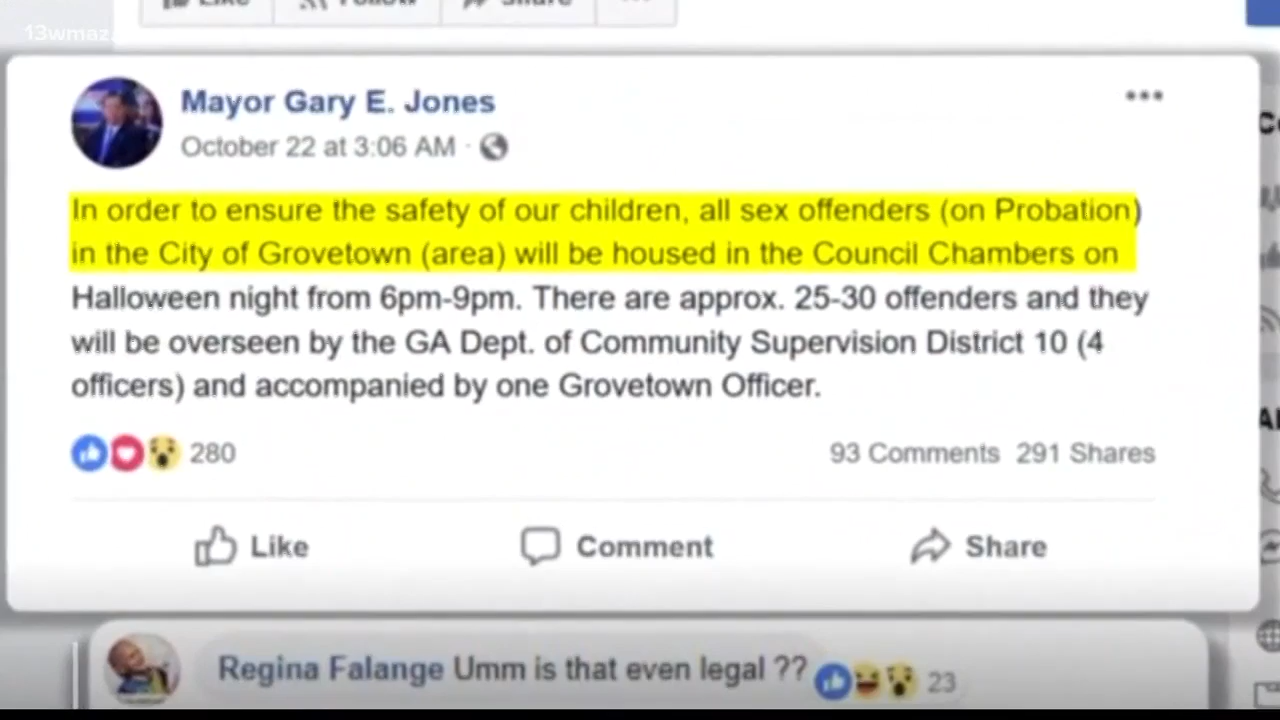 Like Follow Share
13wmaz
Mayor Gary E. Jones
October 22 at 3:06 AM ·
In order to ensure the safety of our children, all sex offenders (on Probation)
in the City of Grovetown (area) will be housed in the Council Chambers on
Halloween night from 6pm-9pm. There are approx. 25-30 offenders and they
will be overseen by the GA Dept. of Community Supervision District 10 (4
officers) and accompanied by one Grovetown Officer.
280 93 Comments 291 Shares
Like Comment Share
Regina Falange Umm is that even legal ?? 23